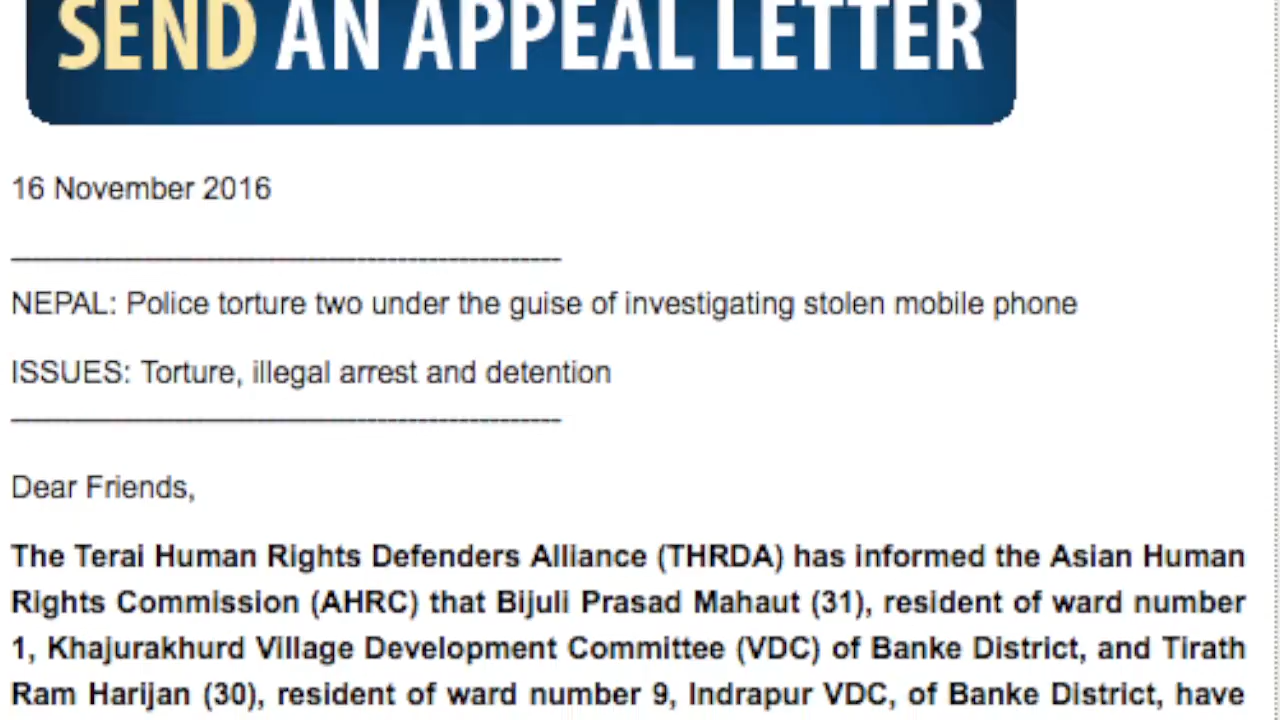 SEND AN APPEAL LETTER
16 November 2016
NEPAL: Police torture two under the guise of investigating stolen mobile phone
ISSUES: Torture, illegal arrest and detention
Dear Friends,
The Terai Human Rights Defenders Alliance (THRDA) has informed the Asian Human
Rights Commission (AHRC) that Bijuli Prasad Mahaut (31), resident of ward number
1, Khajurakhurd Village Development Committee (VDC) of Banke District, and Tirath
Ram Harijan (30), resident of ward number 9, Indrapur VDC, of Banke District, have